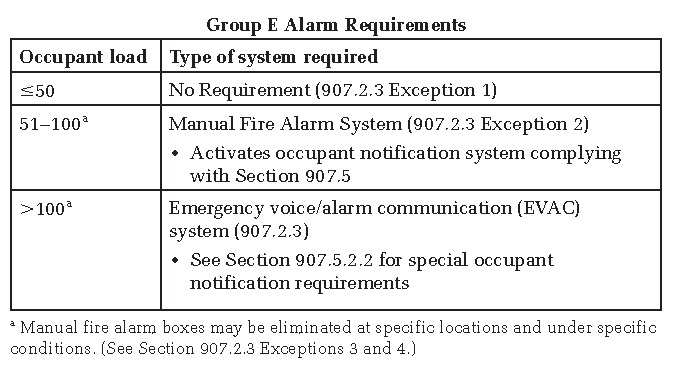 Group E Alarm Requirements
Occupant load Type of system required
≤50 No Requirement (907.2.3 Exception 1)
51–100ᵃ Manual Fire Alarm System (907.2.3 Exception 2)
• Activates occupant notification system complying
with Section 907.5
>100ᵃ Emergency voice/alarm communication (EVAC)
system (907.2.3)
• See Section 907.5.2.2 for special occupant
notification requirements
ᵃ Manual fire alarm boxes may be eliminated at specific locations and under specific
conditions. (See Section 907.2.3 Exceptions 3 and 4.)